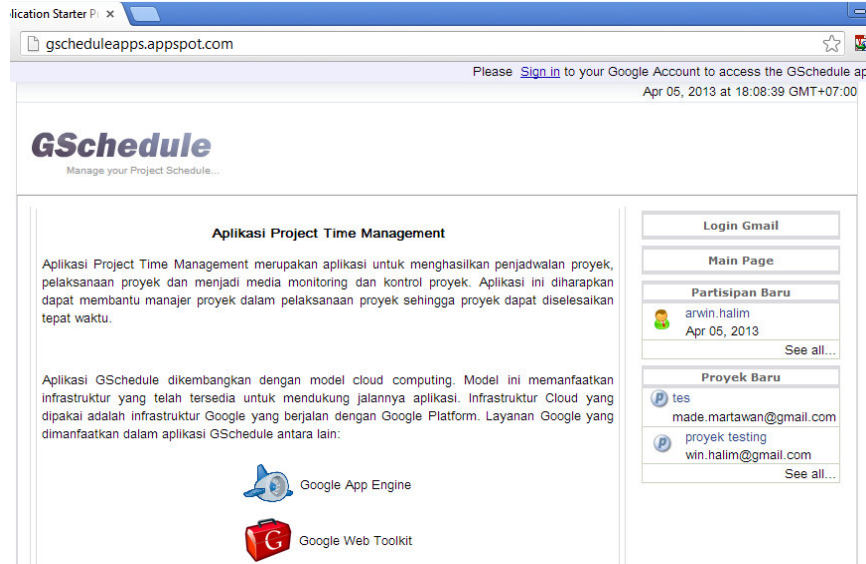 lication Starter P
gscheduleapps.appspot.com
Please Sign in to your Google Account to access the GSchedule ap
Apr 05, 2013 at 18:08:39 GMT+07:00
GSchedule
Manage your Project Schedule...
Aplikasi Project Time Management
Aplikasi Project Time Management merupakan aplikasi untuk menghasilkan penjadwalan proyek,
pelaksanaan proyek dan menjadi media monitoring dan kontrol proyek. Aplikasi ini diharapkan
dapat membantu manajer proyek dalam pelaksanaan proyek sehingga proyek dapat diselesaikan
tepat waktu.
Aplikasi GSchedule dikembangkan dengan model cloud computing. Model ini memanfaatkan
infrastruktur yang telah tersedia untuk mendukung jalannya aplikasi. Infrastruktur Cloud yang
dipakai adalah infrastruktur Google yang berjalan dengan Google Platform. Layanan Google yang
dimanfaatkan dalam aplikasi GSchedule antara lain:
Google App Engine
G
Google Web Toolkit
Login Gmail
Main Page
Partisipan Baru
arwin.halim
Apr 05, 2013
See all...
Proyek Baru
P tes
made.martawan@gmail.com
P proyek testing
win.halim@gmail.com
See all...